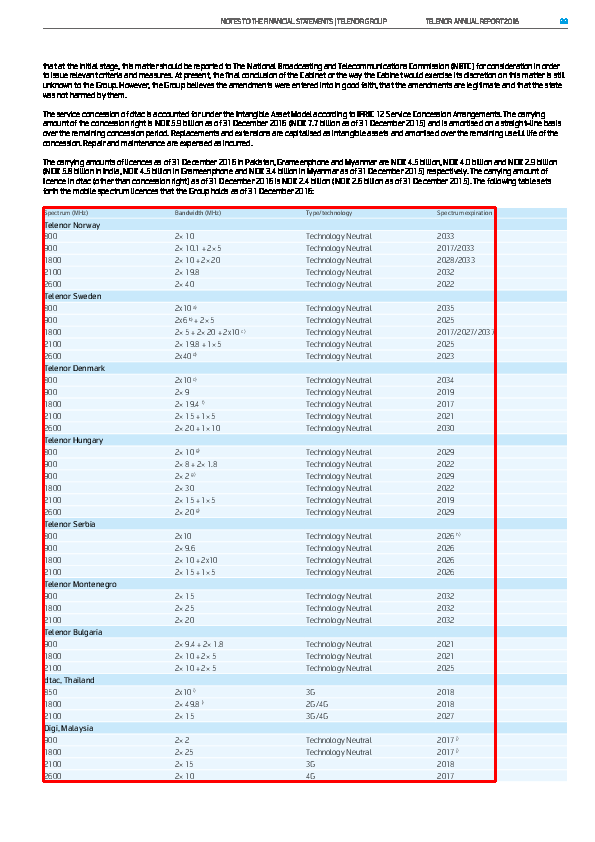 NOTES TO THE FINANCIAL STATEMENTS | TELENOR GROUP TELENOR ANNUAL REPORT 2016 88
that at the initial stage, this matter should be reported to The National Broadcasting and Telecommunications Commission (NBTC) for consideration in order
to issue relevant criteria and measures. At present, the final conclusion of the Cabinet or the way the Cabinet would exercise its discretion on this matter is still
unknown to the Group. However, the Group believes the amendments were entered into in good faith, that the amendments are legitimate and that the state
was not harmed by them.
The service concession of dtac is accounted for under the Intangible Asset Model according to IFRIC 12 Service Concession Arrangements. The carrying
amount of the concession right is NOK 5.9 billion as of 31 December 2016 (NOK 7.7 billion as of 31 December 2015) and is amortised on a straight-line basis
over the remaining concession period. Replacements and extensions are capitalised as intangible assets and amortised over the remaining useful life of the
concession. Repair and maintenance are expensed as incurred.
The carrying amounts of licences as of 31 December 2016 in Pakistan, Grameenphone and Myanmar are NOK 4.5 billion, NOK 4.0 billion and NOK 2.9 billion
(NOK 5.8 billion in India, NOK 4.5 billion in Grameenphone and NOK 3.4 billion in Myanmar as of 31 December 2015) respectively. The carrying amount of
licence in dtac (other than concession right) as of 31 December 2016 is NOK 2.4 billion (NOK 2.6 billion as of 31 December 2015). The following table sets
forth the mobile spectrum licences that the Group holds as of 31 December 2016:
Spectrum (MHz) Bandwidth (MHz) Type/technology Spectrum expiration
Telenor Norway
800 2x 10 Technology Neutral 2033
900 2x 10.1 + 2x 5 Technology Neutral 2017/2033
1800 2x 10 + 2x 20 Technology Neutral 2028/2033
2100 2x 19.8 Technology Neutral 2032
2600 2x 40 Technology Neutral 2022
Telenor Sweden
800 2x10 a) Technology Neutral 2035
900 2x6 b) + 2x 5 Technology Neutral 2025
1800 2x 5 + 2x 20 + 2x10 c) Technology Neutral 2017/2027/2037
2100 2x 19.8 + 1x 5 Technology Neutral 2025
2600 2x40 d) Technology Neutral 2023
Telenor Denmark
800 2x10 e) Technology Neutral 2034
900 2x 9 Technology Neutral 2019
1800 2x 19.4 f) Technology Neutral 2017
2100 2x 15 + 1x 5 Technology Neutral 2021
2600 2x 20 + 1x 10 Technology Neutral 2030
Telenor Hungary
800 2x 10 g) Technology Neutral 2029
900 2x 8 + 2x 1.8 Technology Neutral 2022
900 2x 2 g) Technology Neutral 2029
1800 2x 30 Technology Neutral 2022
2100 2x 15 + 1x 5 Technology Neutral 2019
2600 2x 20 g) Technology Neutral 2029
Telenor Serbia
800 2x10 Technology Neutral 2026 h)
900 2x 9.6 Technology Neutral 2026
1800 2x 10 + 2x10 Technology Neutral 2026
2100 2x 15 + 1x 5 Technology Neutral 2026
Telenor Montenegro
900 2x 15 Technology Neutral 2032
1800 2x 25 Technology Neutral 2032
2100 2x 20 Technology Neutral 2032
Telenor Bulgaria
900 2x 9.4 + 2x 1.8 Technology Neutral 2021
1800 2x 10 + 2x 5 Technology Neutral 2021
2100 2x 10 + 2x 5 Technology Neutral 2025
dtac, Thailand
850 2x10 i) 3G 2018
1800 2x 49.8 i) 2G/4G 2018
2100 2x 15 3G/4G 2027
Digi, Malaysia
900 2x 2 Technology Neutral 2017 j)
1800 2x 25 Technology Neutral 2017 j)
2100 2x 15 3G 2018
2600 2x 10 4G 2017